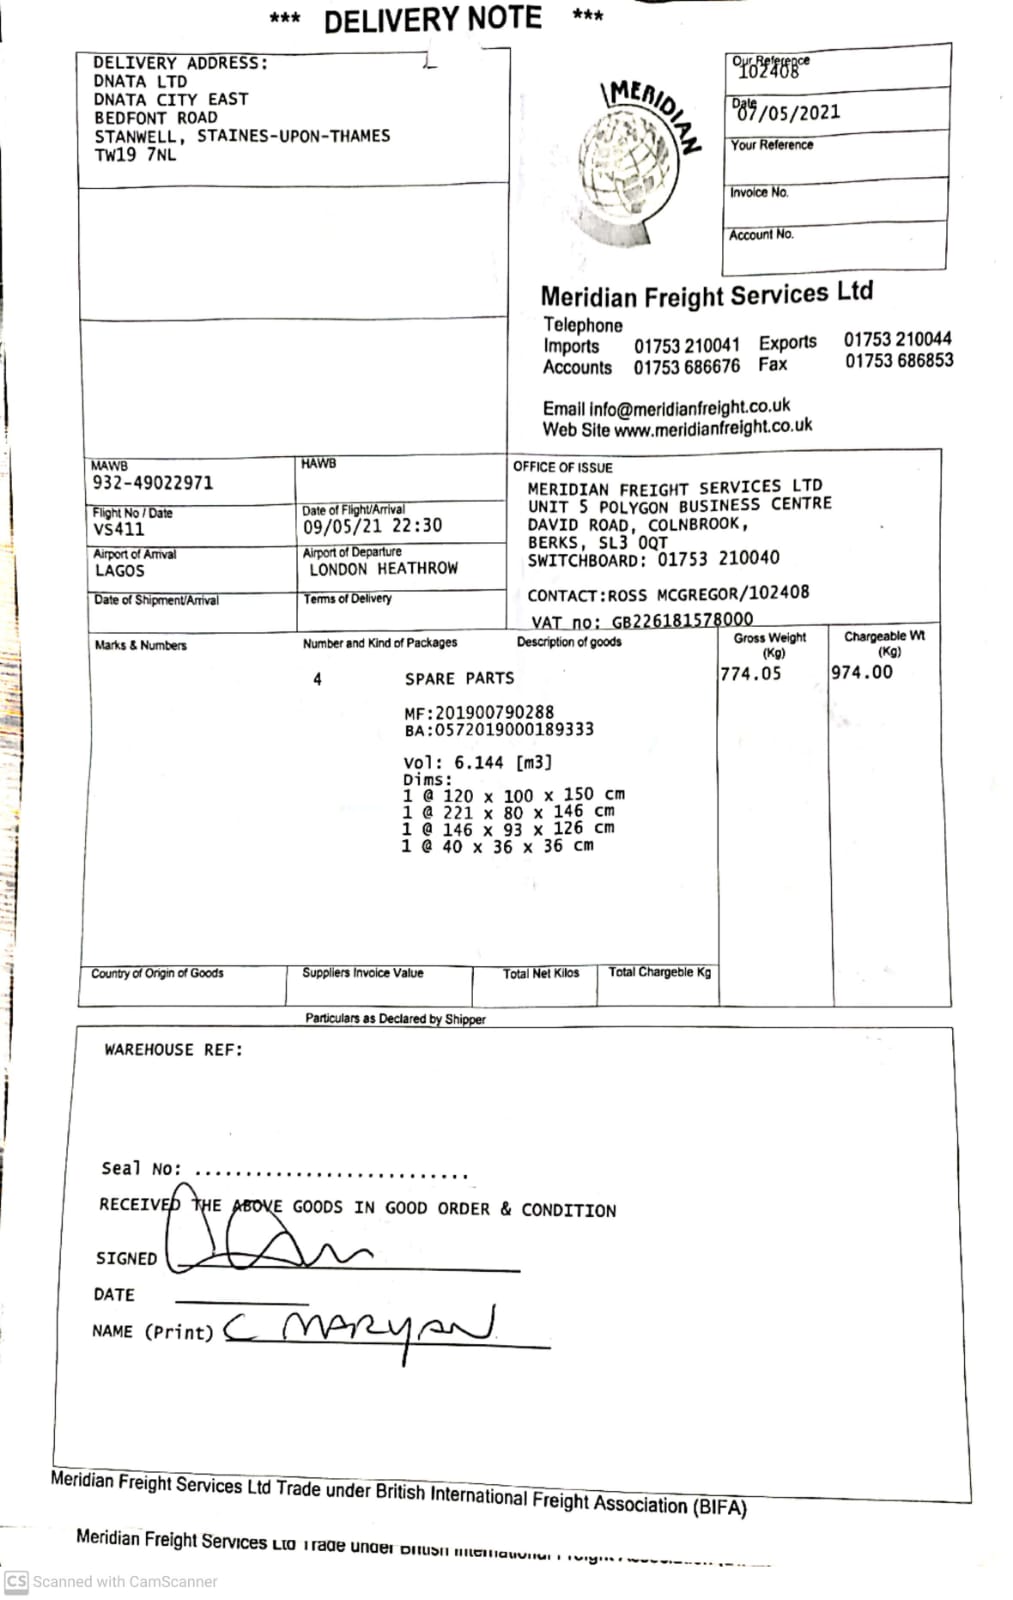 *** DELIVERY NOTE ***
DELIVERY ADDRESS:
DNATA LTD
DNATA CITY EAST
BEDFONT ROAD
STANWELL, STAINES-UPON-THAMES
TW19 7NL
MERIDIAN
Our Reference
102408
Date
07/05/2021
Your Reference
Invoice No.
Account No.
Meridian Freight Services Ltd
Telephone
Imports 01753 210041 Exports 01753 210044
Accounts 01753 686676 Fax 01753 686853
Email info@meridianfreight.co.uk
Web Site www.meridianfreight.co.uk
MAWB
932-49022971
HAWB
Flight No / Date
VS411
Date of Flight/Arrival
09/05/21 22:30
Airport of Arrival
LAGOS
Airport of Departure
LONDON HEATHROW
Date of Shipment/Arrival
Terms of Delivery
OFFICE OF ISSUE
MERIDIAN FREIGHT SERVICES LTD
UNIT 5 POLYGON BUSINESS CENTRE
DAVID ROAD, COLNBROOK,
BERKS, SL3 0QT
SWITCHBOARD: 01753 210040
CONTACT:ROSS MCGREGOR/102408
VAT no: GB226181578000
Marks & Numbers
Number and Kind of Packages
Description of goods
Gross Weight
(Kg)
Chargeable Wt
(Kg)
4 SPARE PARTS 774.05 974.00
MF:201900790288
BA:0572019000189333
Vol: 6.144 [m3]
Dims:
1 @ 120 x 100 x 150 cm
1 @ 221 x 80 x 146 cm
1 @ 146 x 93 x 126 cm
1 @ 40 x 36 x 36 cm
Country of Origin of Goods
Suppliers Invoice Value
Total Net Kilos
Total Chargeble Kg
Particulars as Declared by Shipper
WAREHOUSE REF:
Seal No: ...........................
RECEIVED THE ABOVE GOODS IN GOOD ORDER & CONDITION
SIGNED
DATE
NAME (Print) C MARYAN
Meridian Freight Services Ltd Trade under British International Freight Association (BIFA)
Meridian Freight Services Ltd Trade under British International Freight
CS Scanned with CamScanner